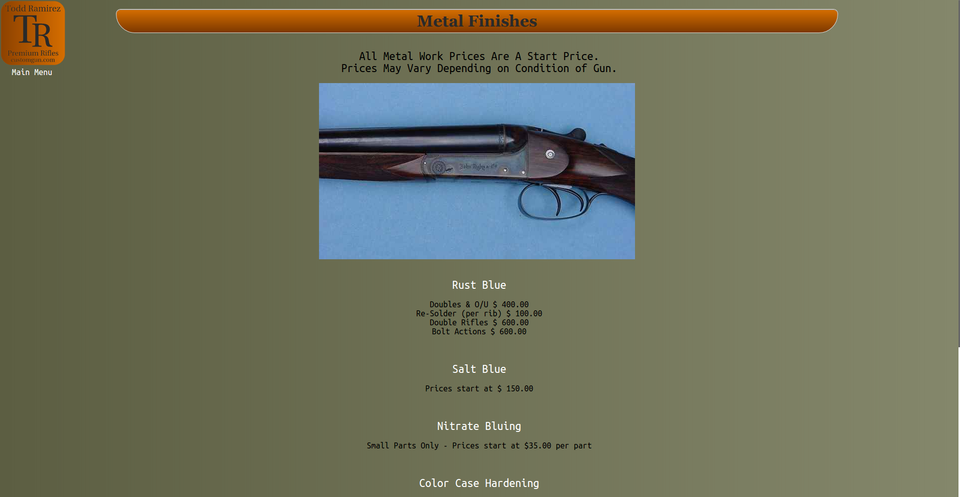 Todd Ramirez
TR
Premium Rifles
Main Menu
Metal Finishes
All Metal Work Prices Are A Start Price.
Prices May Vary Depending on Condition of Gun.
Rust Blue
Doubles & O/U $ 400.00
Re-Solder (per rib) $ 100.00
Double Rifles $ 600.00
Bolt Actions $ 600.00
Salt Blue
Prices start at $ 150.00
Nitrate Bluing
Small Parts Only - Prices start at $35.00 per part
Color Case Hardening